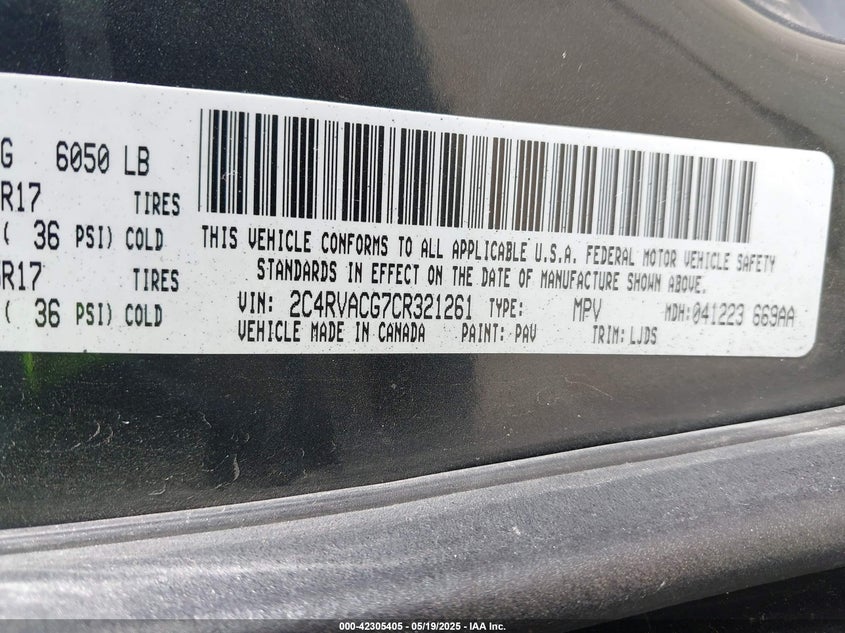 G 6050 LB
R17 TIRES
( 36 PSI) COLD
R17 TIRES
( 36 PSI) COLD
THIS VEHICLE CONFORMS TO ALL APPLICABLE U.S.A. FEDERAL MOTOR VEHICLE SAFETY
STANDARDS IN EFFECT ON THE DATE OF MANUFACTURE SHOWN ABOVE.
VIN: 2C4RVACG7CR321261 TYPE: MPV MDH: 041223 669AA
VEHICLE MADE IN CANADA PAINT: PAV TRIM: LJDS
000-42305405 - 05/19/2025 - IAA Inc.